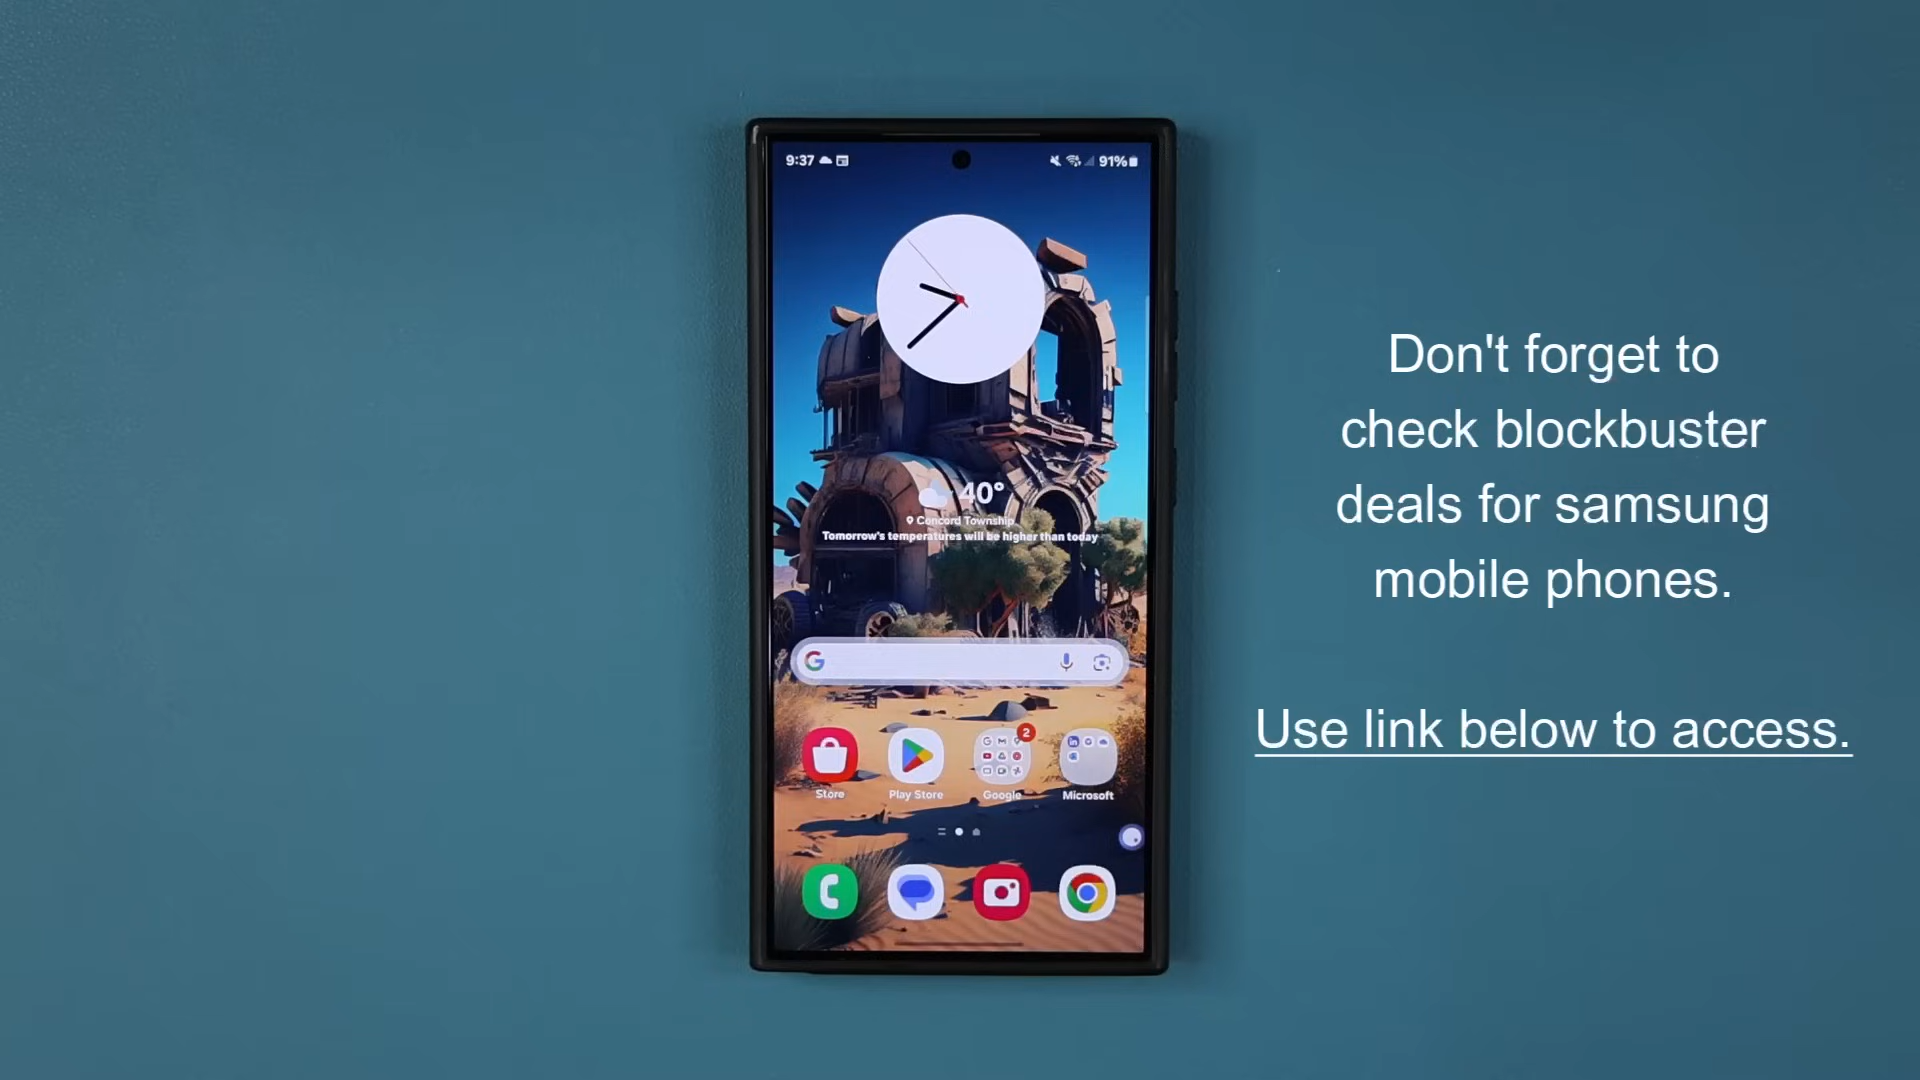 9:37
91%
40°
Concord Township
Tomorrow's temperatures will be higher than today
2
Store
Play Store
Google
Microsoft
Don't forget to
check blockbuster
deals for samsung
mobile phones.
Use link below to access.